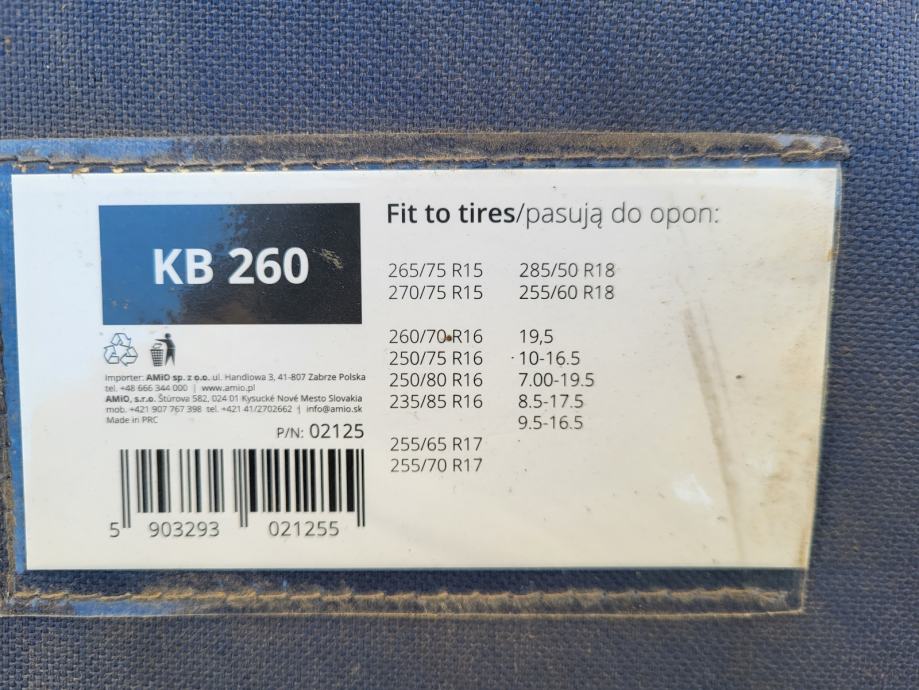 KB 260
Importer: AMiO sp. z o.o. ul. Handlowa 3, 41-807 Zabrze Polska
tel. +48 666 344 000 | www.amio.pl
AMiO, s.r.o. Štúrova 582, 024 01 Kysucké Nové Mesto Slovakia
mob. +421 907 767 398 tel. +421 41/2702662 | info@amio.sk
Made in PRC
P/N: 02125
5 903293 021255
Fit to tires/pasują do opon:
265/75 R15 285/50 R18
270/75 R15 255/60 R18
260/70 R16 19,5
250/75 R16 10-16.5
250/80 R16 7.00-19.5
235/85 R16 8.5-17.5
9.5-16.5
255/65 R17
255/70 R17